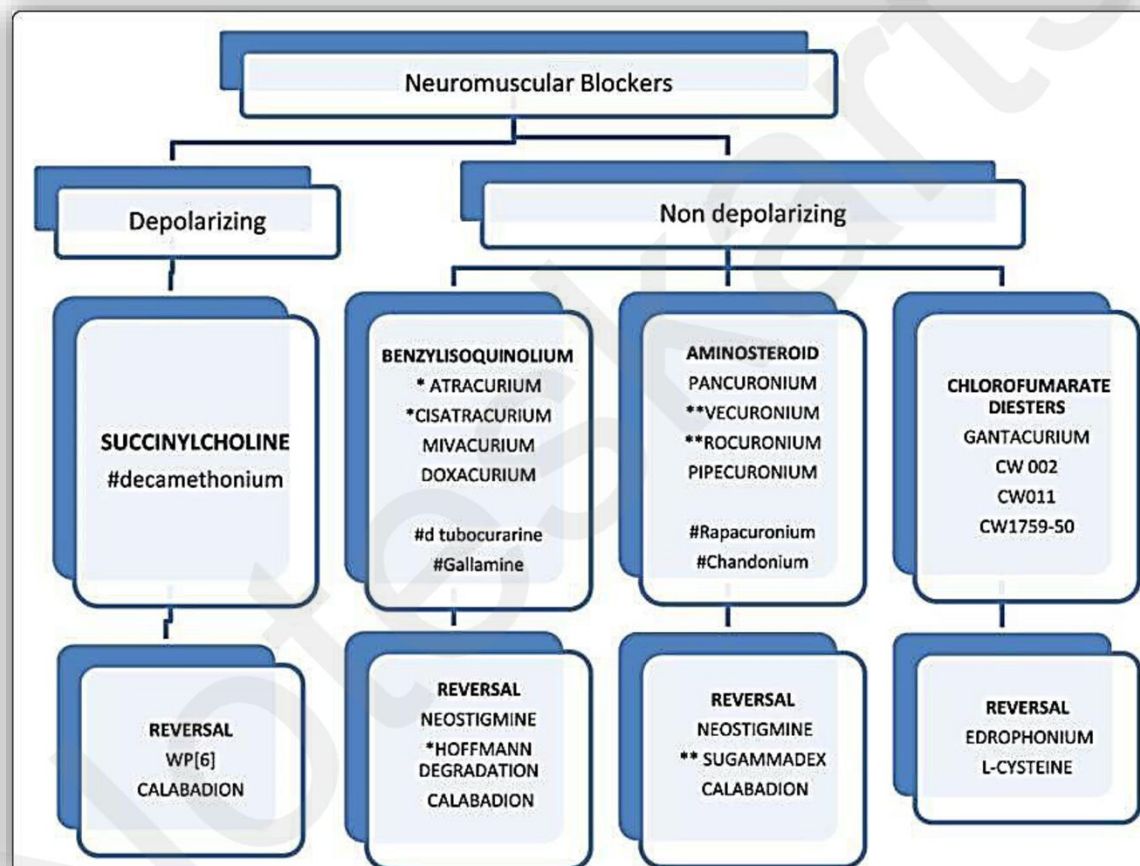 Neuromuscular Blockers
Depolarizing
Non depolarizing
SUCCINYLCHOLINE
#decamethonium
BENZYLISOQUINOLIUM
* ATRACURIUM
*CISATRACURIUM
MIVACURIUM
DOXACURIUM
#d tubocurarine
#Gallamine
AMINOSTEROID
PANCURONIUM
**VECURONIUM
**ROCURONIUM
PIPECURONIUM
#Rapacuronium
#Chandonium
CHLOROFUMARATE
DIESTERS
GANTACURIUM
CW 002
CW011
CW1759-50
REVERSAL
WP[6]
CALABADION
REVERSAL
NEOSTIGMINE
*HOFFMANN
DEGRADATION
CALABADION
REVERSAL
NEOSTIGMINE
** SUGAMMADEX
CALABADION
REVERSAL
EDROPHONIUM
L-CYSTEINE